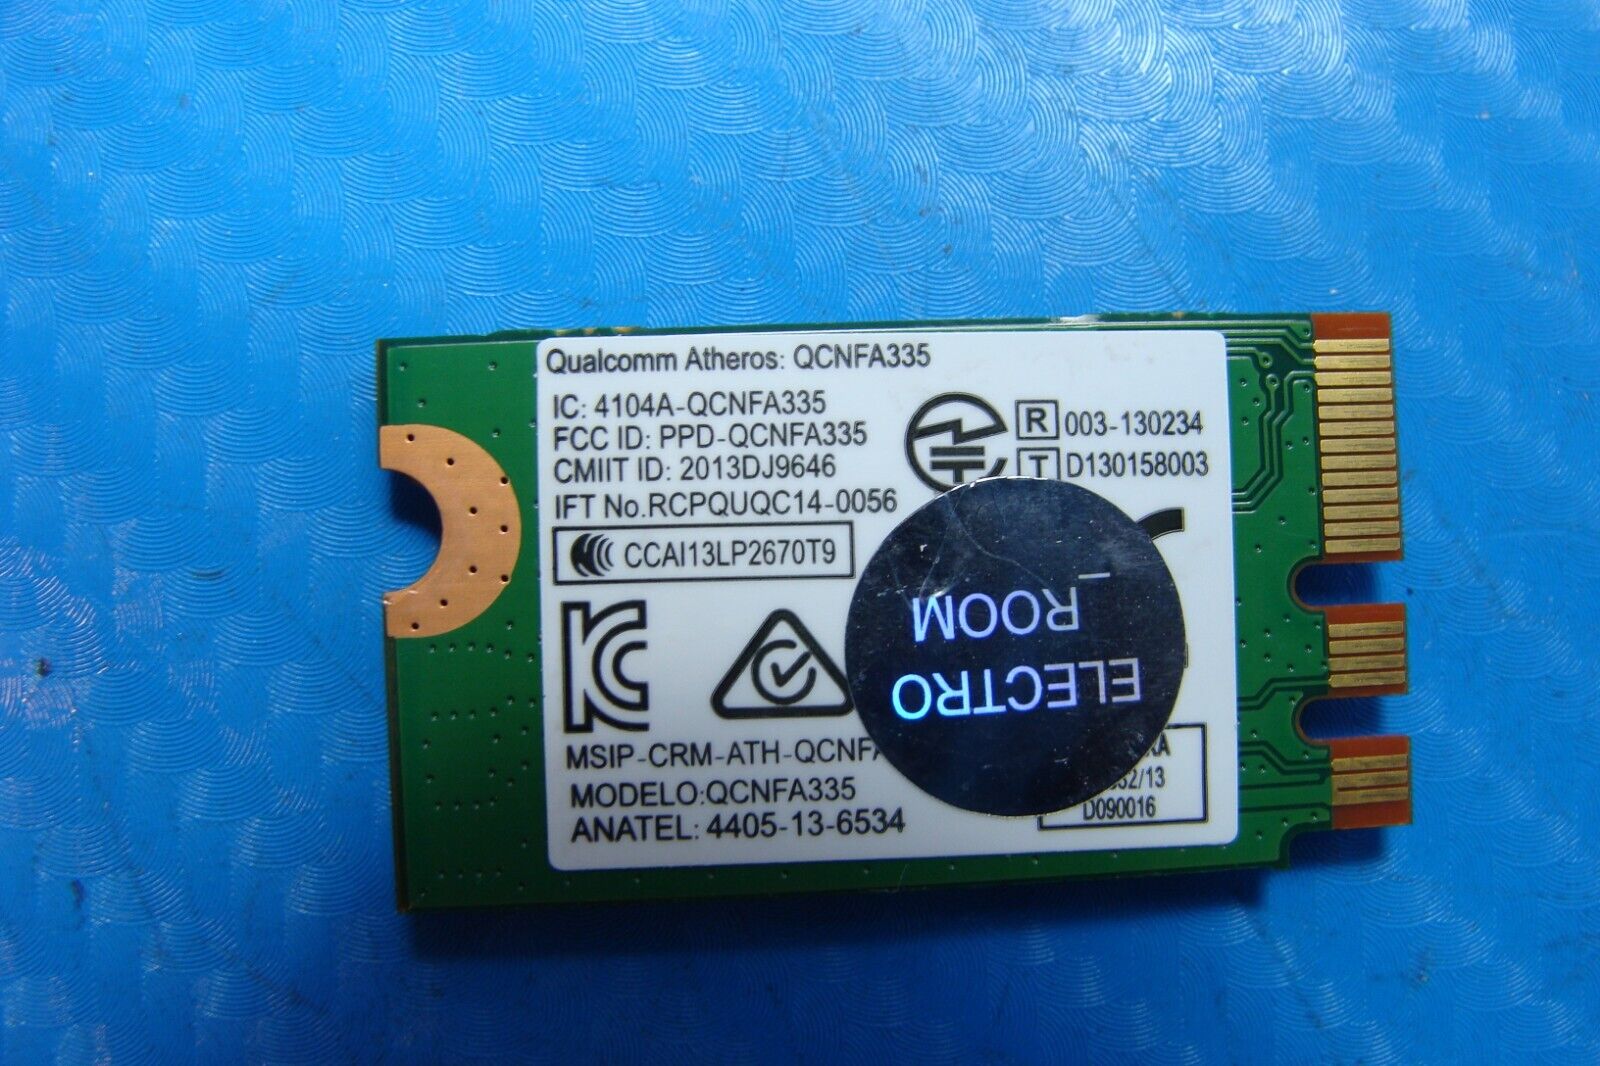 Qualcomm Atheros: QCNFA335
IC: 4104A-QCNFA335
FCC ID: PPD-QCNFA335
CMIIT ID: 2013DJ9646
IFT No.RCPQUQC14-0056
R 003-130234
T D130158003
CCAI13LP2670T9
ELECTRO
ROOM
MSIP-CRM-ATH-QCNFA
MODELO:QCNFA335
ANATEL: 4405-13-6534
D090016